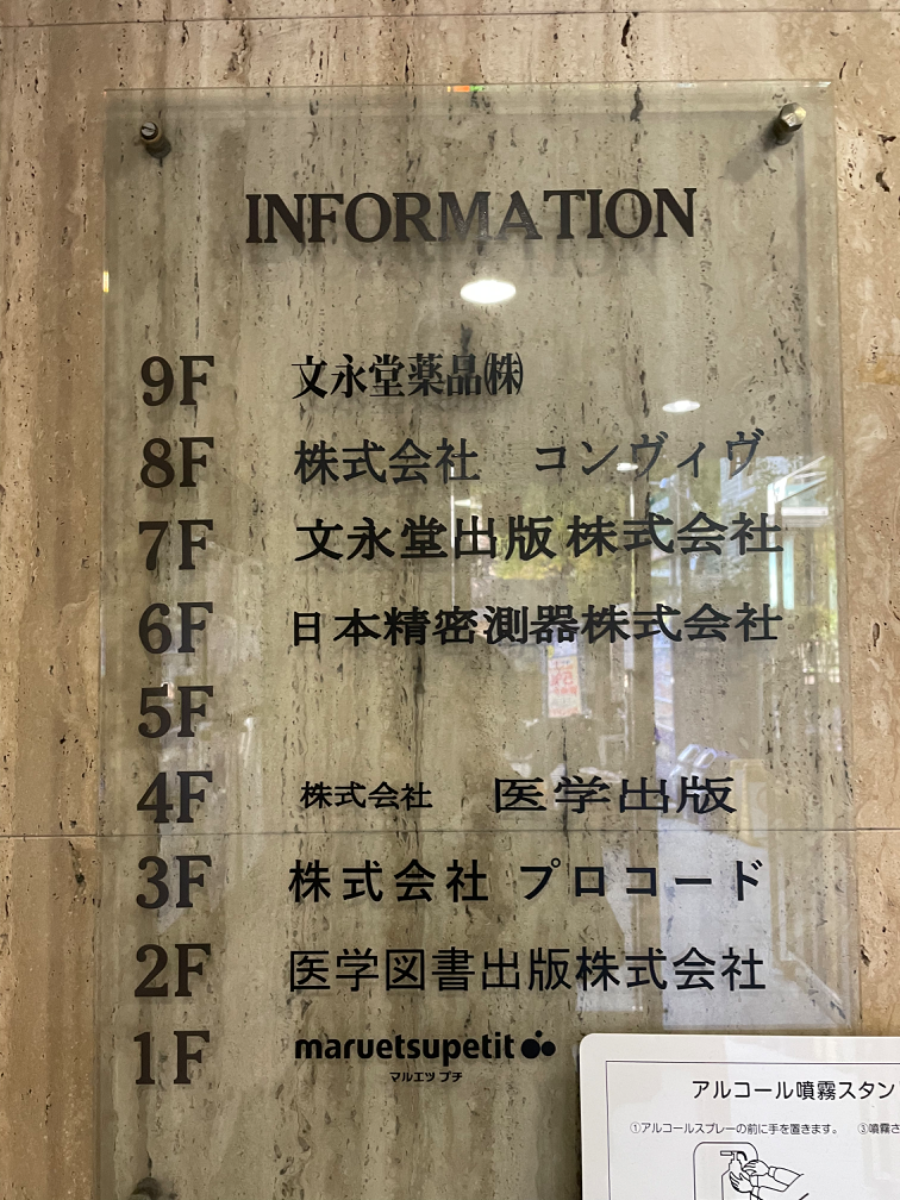 INFORMATION
9F 文永堂薬品㈱
8F 株式会社 コンヴィヴ
7F 文永堂出版株式会社
6F 日本精密測器株式会社
5F
4F 株式会社 医学出版
3F 株式会社 プロコード
2F 医学図書出版株式会社
1F maruetsupetit
マルエツ プチ
アルコール噴霧スタン
①アルコールスプレーの前に手を置きます。 ③噴霧さ